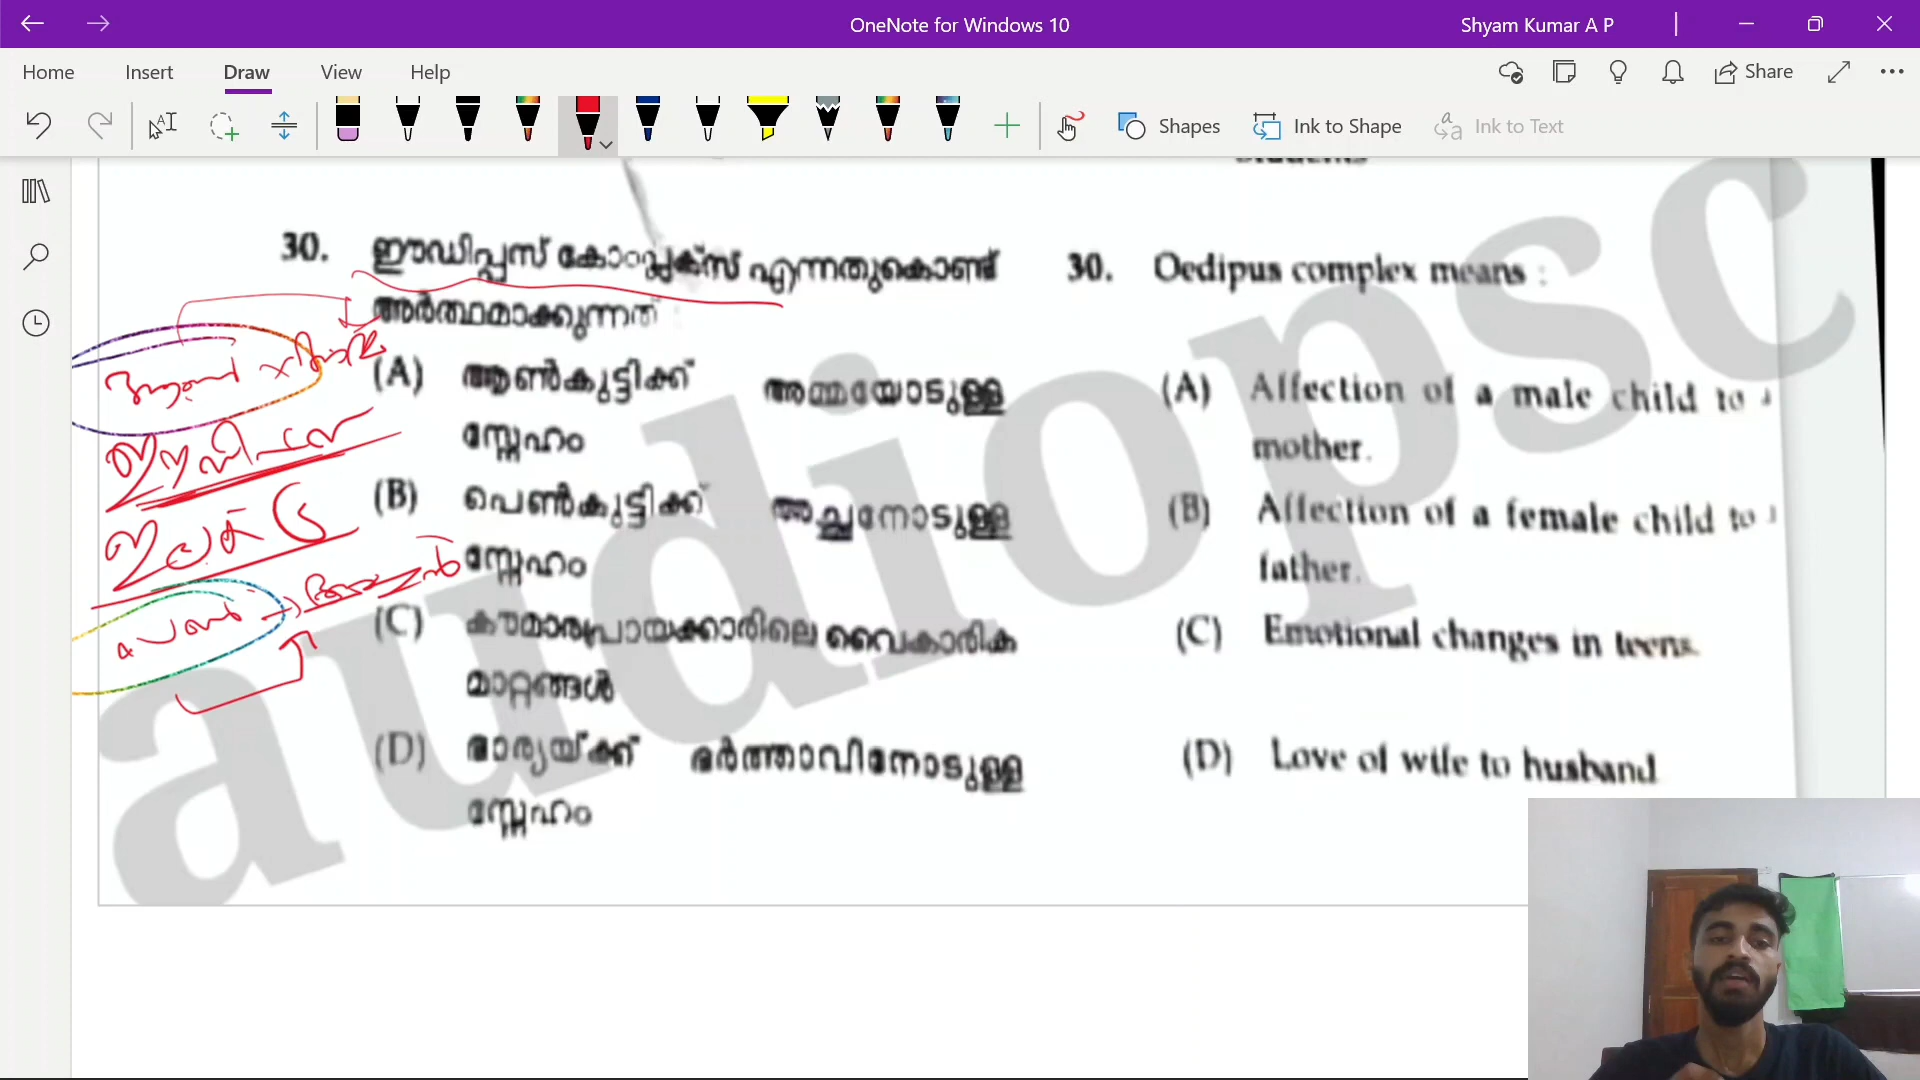 OneNote for Windows 10
Shyam Kumar A P
Home Insert Draw View Help
Share
Shapes Ink to Shape Ink to Text
Students
30. ഈഡിപ്പസ് കോംപ്ലക്സ് എന്നതുകൊണ്ട്
അർത്ഥമാക്കുന്നത്
(A) ആൺകുട്ടിക്ക് അമ്മയോടുള്ള
സ്നേഹം
(B) പെൺകുട്ടിക്ക് അച്ഛനോടുള്ള
സ്നേഹം
(C) കൗമാരപ്രായക്കാരിലെ വൈകാരിക
മാറ്റങ്ങൾ
(D) ഭാര്യയ്ക്ക് ഭർത്താവിനോടുള്ള
സ്നേഹം
30. Oedipus complex means :
(A) Affection of a male child to
mother.
(B) Affection of a female child to
father.
(C) Emotional changes in teens.
(D) Love of wife to husband
audiopsc